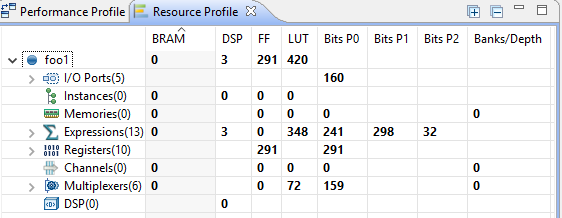 Performance Profile Resource Profile
BRAM DSP FF LUT Bits P0 Bits P1 Bits P2 Banks/Depth
foo1 0 3 291 420
I/O Ports(5) 160
Instances(0) 0 0 0 0
Memories(0) 0 0 0 0 0
Expressions(13) 0 3 0 348 241 298 32
Registers(10) 291 291
Channels(0) 0 0 0 0 0
Multiplexers(6) 0 0 72 159 0
DSP(0) 0